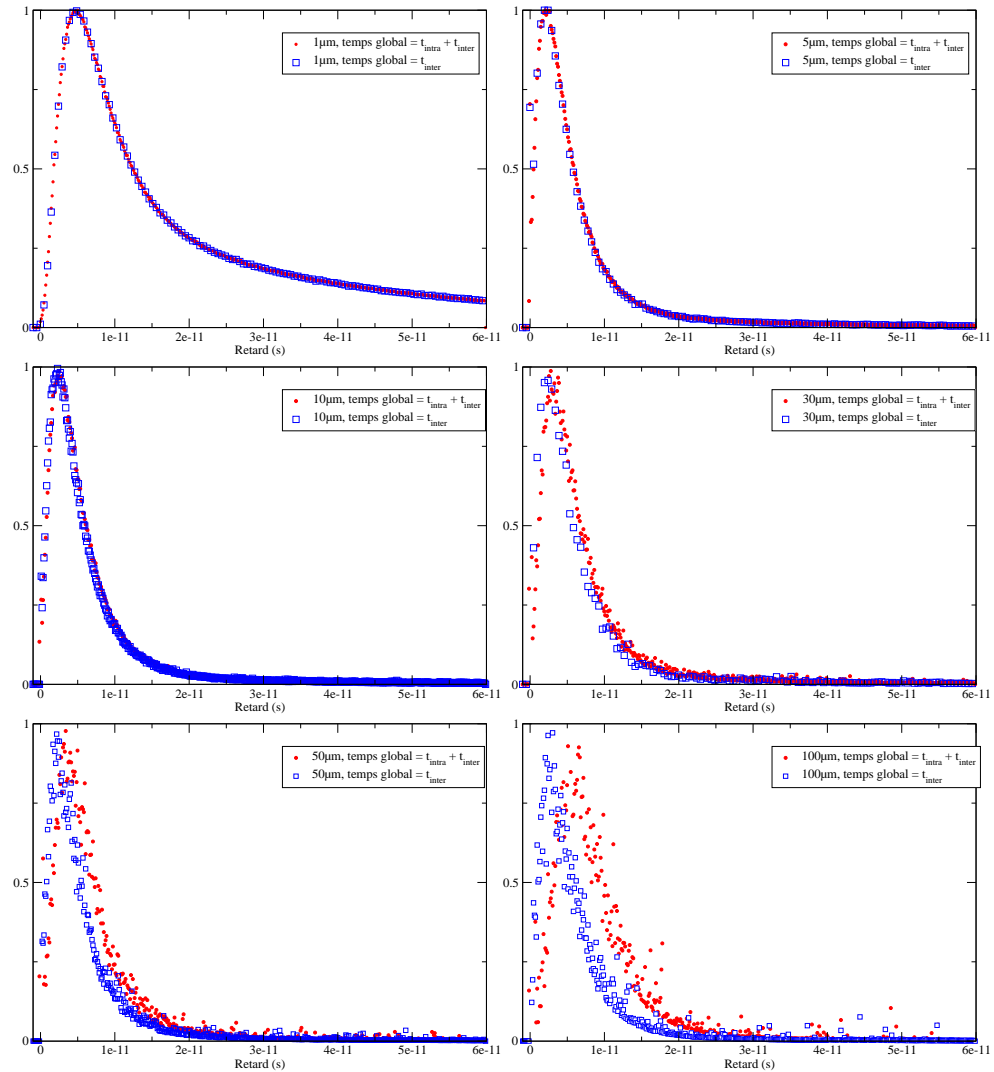 1
1µm, temps global = t_intra + t_inter
1µm, temps global = t_inter
0.5
0
0 1e-11 2e-11 3e-11 4e-11 5e-11 6e-11
Retard (s)
1
5µm, temps global = t_intra + t_inter
5µm, temps global = t_inter
0.5
0
0 1e-11 2e-11 3e-11 4e-11 5e-11 6e-11
Retard (s)
1
10µm, temps global = t_intra + t_inter
10µm, temps global = t_inter
0.5
0
0 1e-11 2e-11 3e-11 4e-11 5e-11 6e-11
Retard (s)
1
30µm, temps global = t_intra + t_inter
30µm, temps global = t_inter
0.5
0
0 1e-11 2e-11 3e-11 4e-11 5e-11 6e-11
Retard (s)
1
50µm, temps global = t_intra + t_inter
50µm, temps global = t_inter
0.5
0
0 1e-11 2e-11 3e-11 4e-11 5e-11 6e-11
Retard (s)
1
100µm, temps global = t_intra + t_inter
100µm, temps global = t_inter
0.5
0
0 1e-11 2e-11 3e-11 4e-11 5e-11 6e-11
Retard (s)